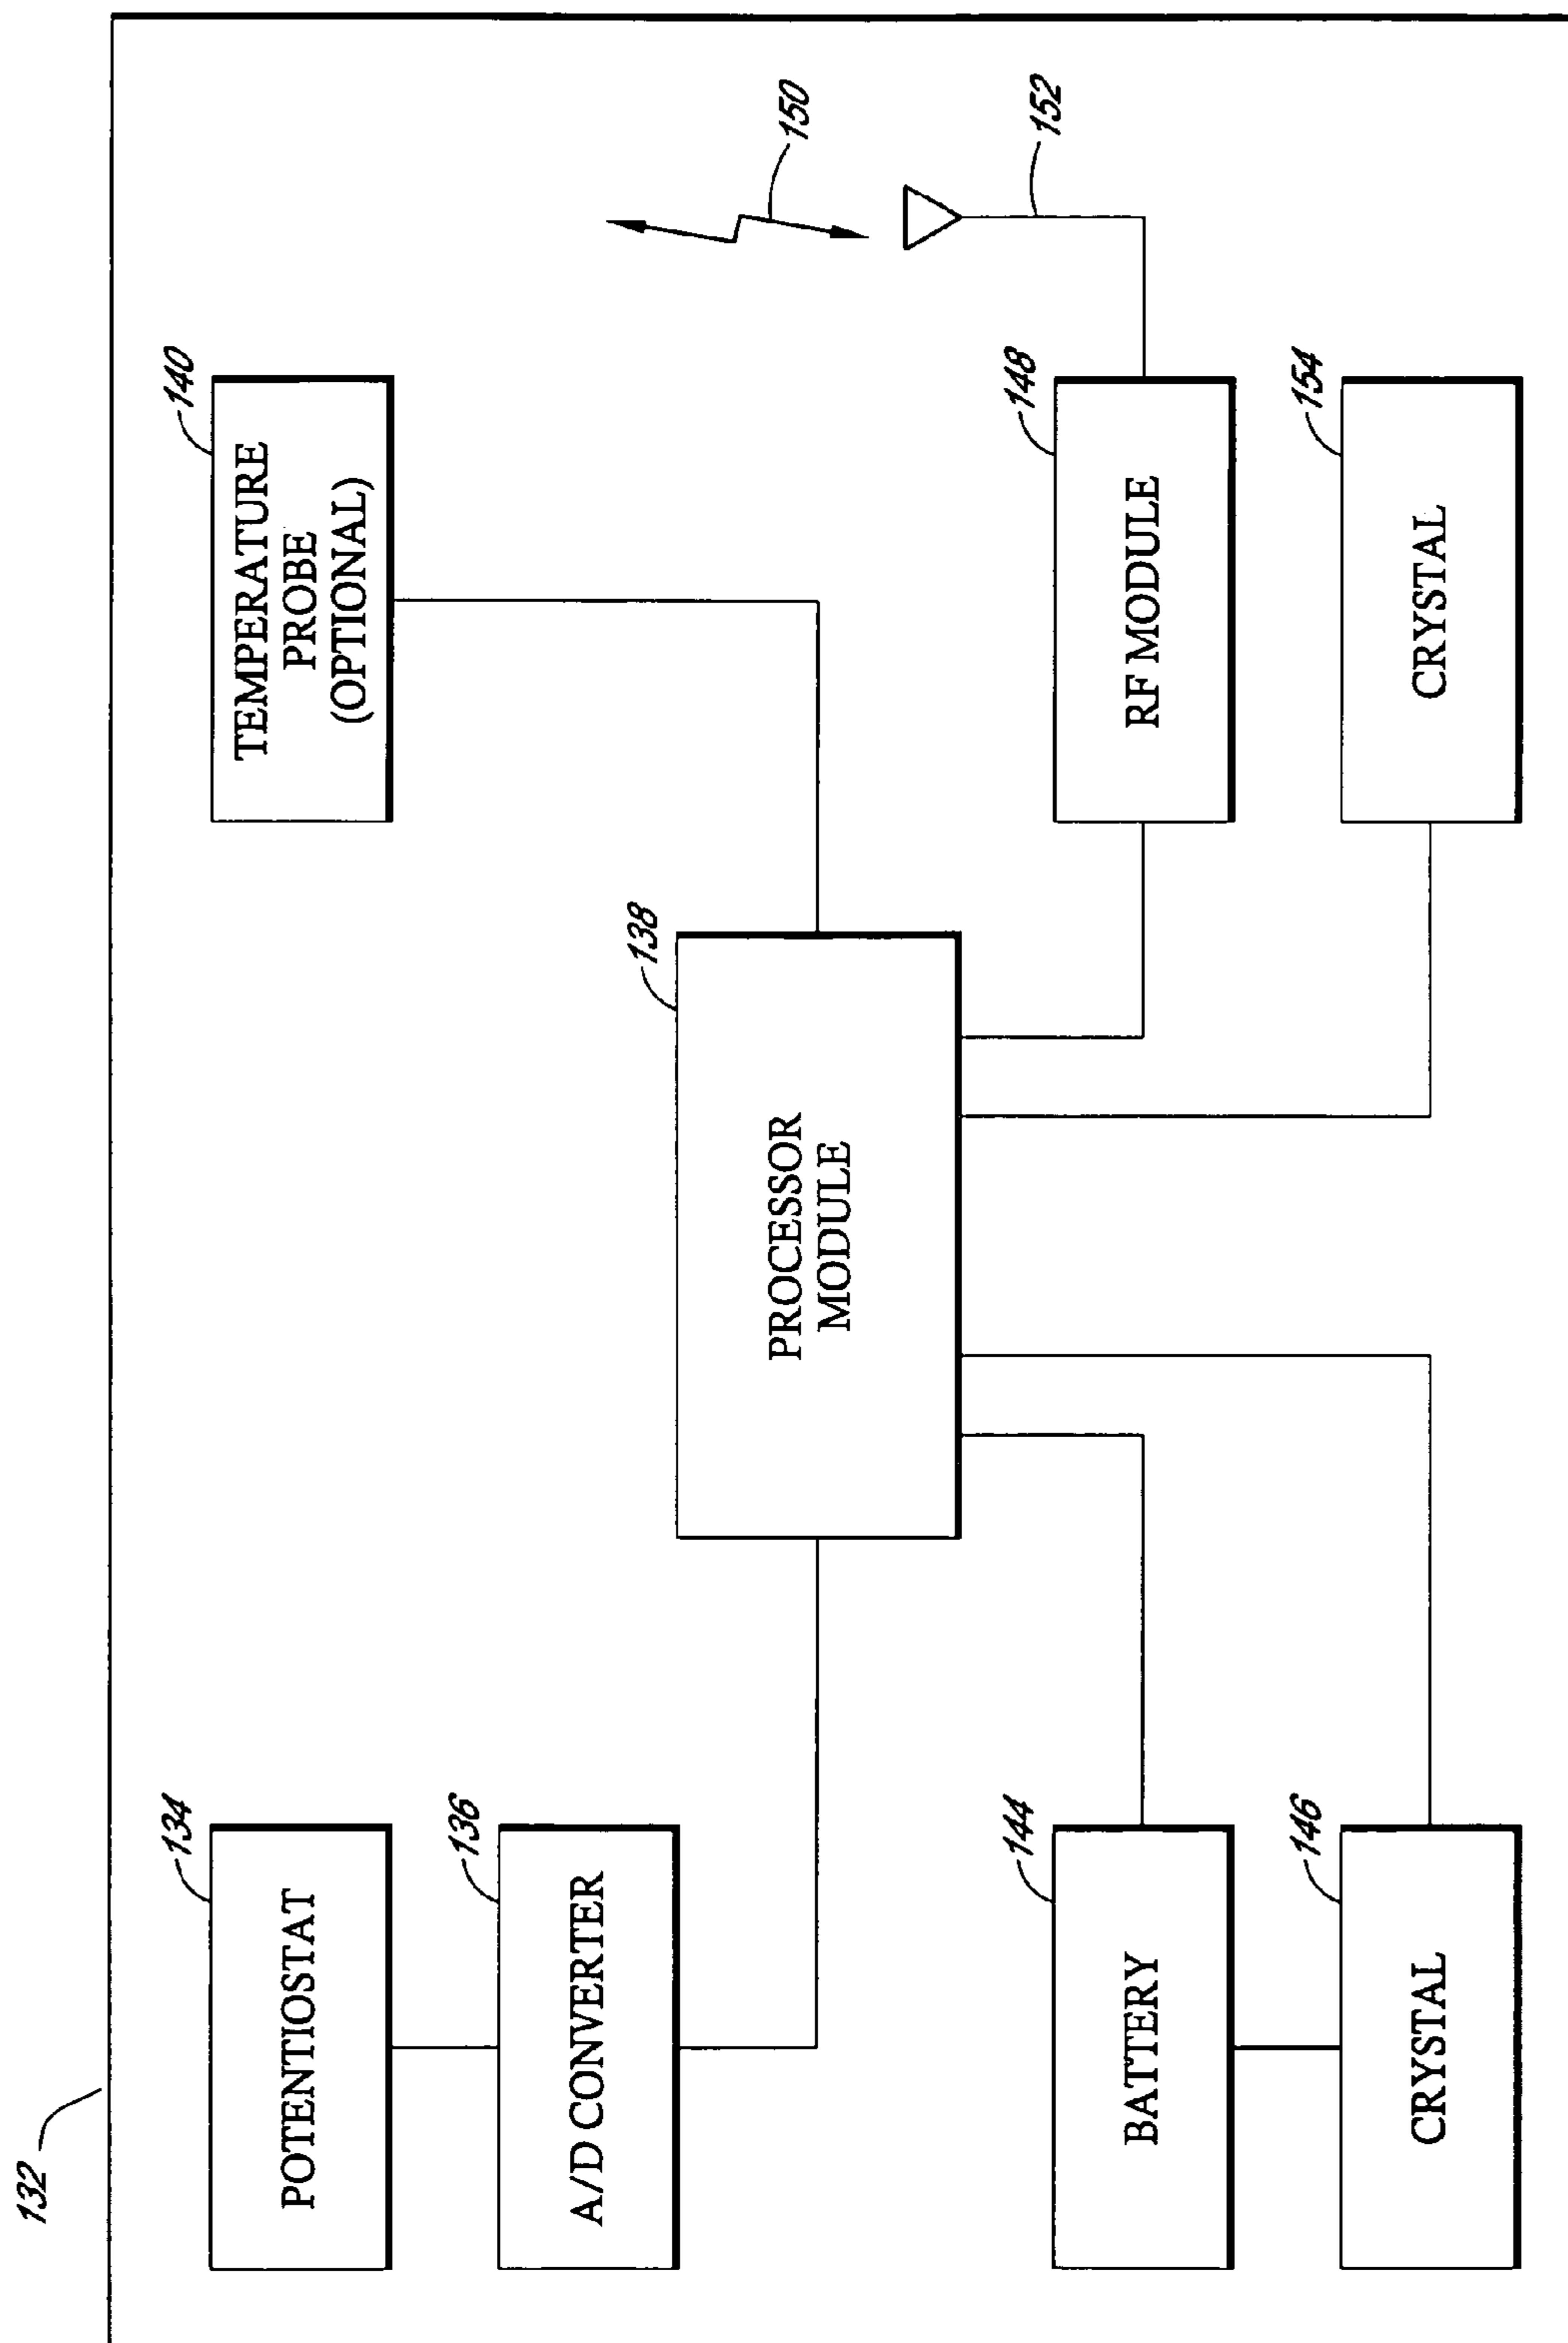 132
134
POTENTIOSTAT
136
A/D CONVERTER
138
PROCESSOR
MODULE
140
TEMPERATURE
PROBE
(OPTIONAL)
150
152
144
BATTERY
146
CRYSTAL
148
RF MODULE
154
CRYSTAL